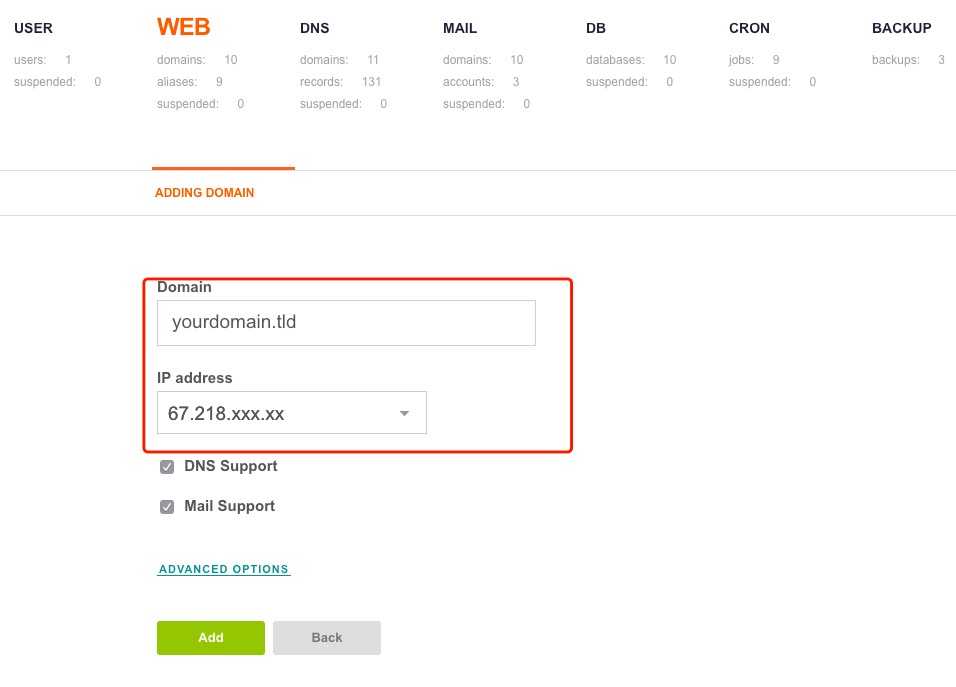 USER WEB DNS MAIL DB CRON BACKUP
users: 1 domains: 10 domains: 11 domains: 10 databases: 10 jobs: 9 backups: 3
suspended: 0 aliases: 9 records: 131 accounts: 3 suspended: 0 suspended: 0
suspended: 0 suspended: 0 suspended: 0
ADDING DOMAIN
Domain
yourdomain.tld
IP address
67.218.xxx.xx
DNS Support
Mail Support
ADVANCED OPTIONS
Add Back